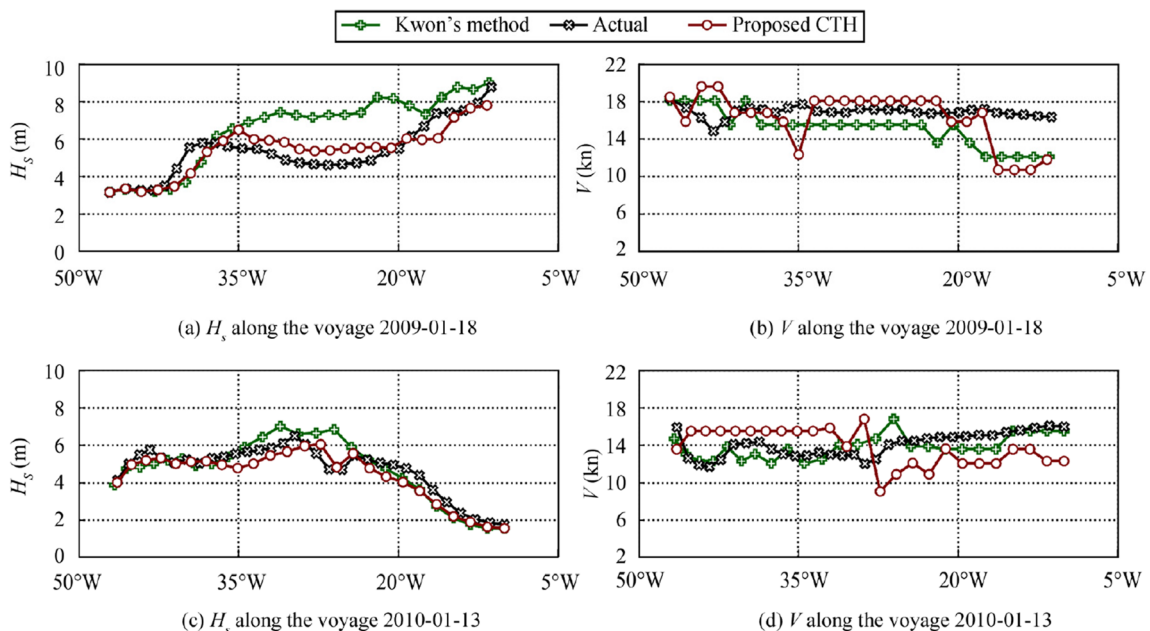 Kwon's method Actual Proposed CTH
10
8
6
4
2
0
H_s (m)
50°W 35°W 20°W 5°W
(a) H_s along the voyage 2009-01-18
22
18
14
10
6
2
V (kn)
50°W 35°W 20°W 5°W
(b) V along the voyage 2009-01-18
10
8
6
4
2
0
H_s (m)
50°W 35°W 20°W 5°W
(c) H_s along the voyage 2010-01-13
22
18
14
10
6
2
V (kn)
50°W 35°W 20°W 5°W
(d) V along the voyage 2010-01-13